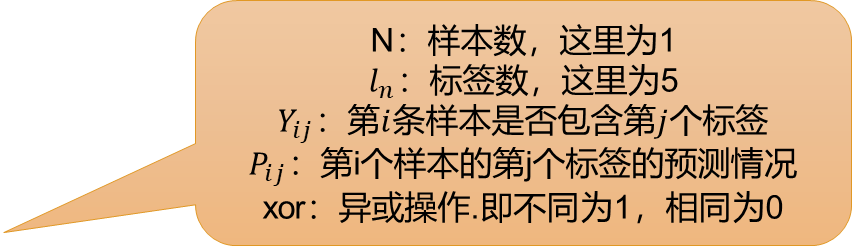 N：样本数，这里为1
lₙ：标签数，这里为5
Yᵢⱼ：第i条样本是否包含第j个标签
Pᵢⱼ：第i个样本的第j个标签的预测情况
xor：异或操作.即不同为1，相同为0